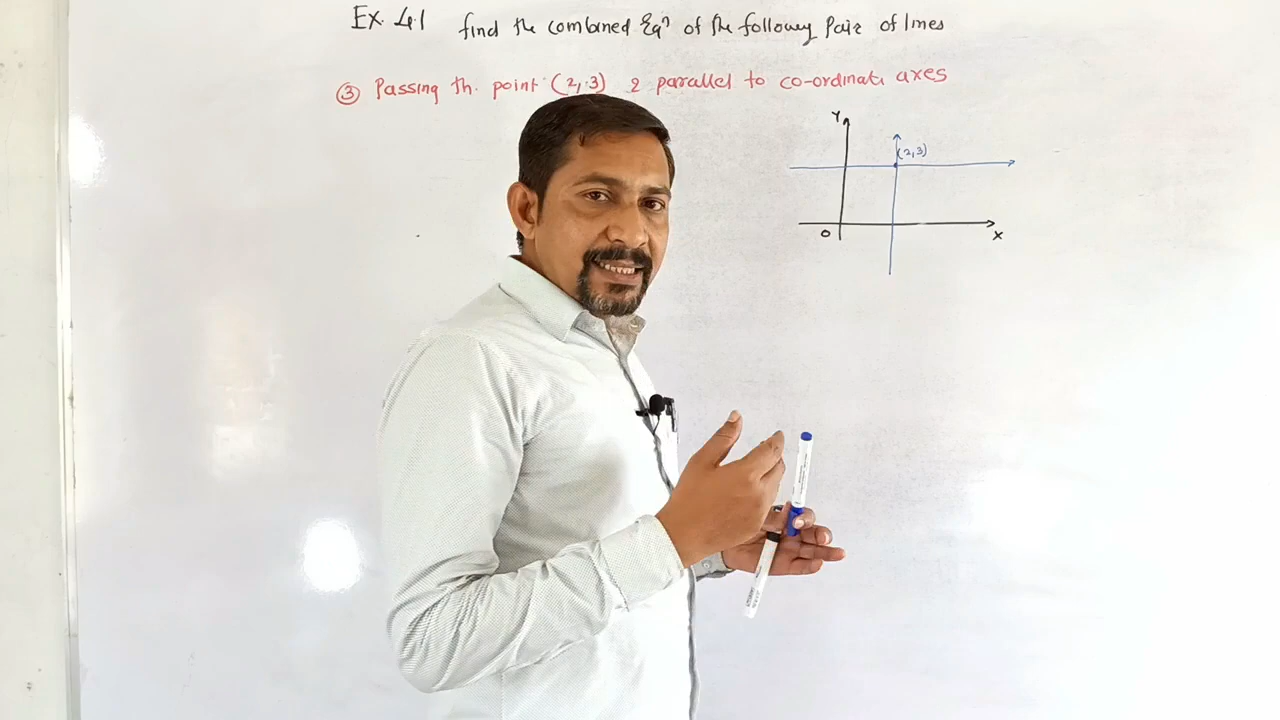 Ex. 4.1 find the combined Eqⁿ of the following Pair of lines
③ Passing th. point (2, 3) & parallel to co-ordinate axes
Y
(2,3)
O
X